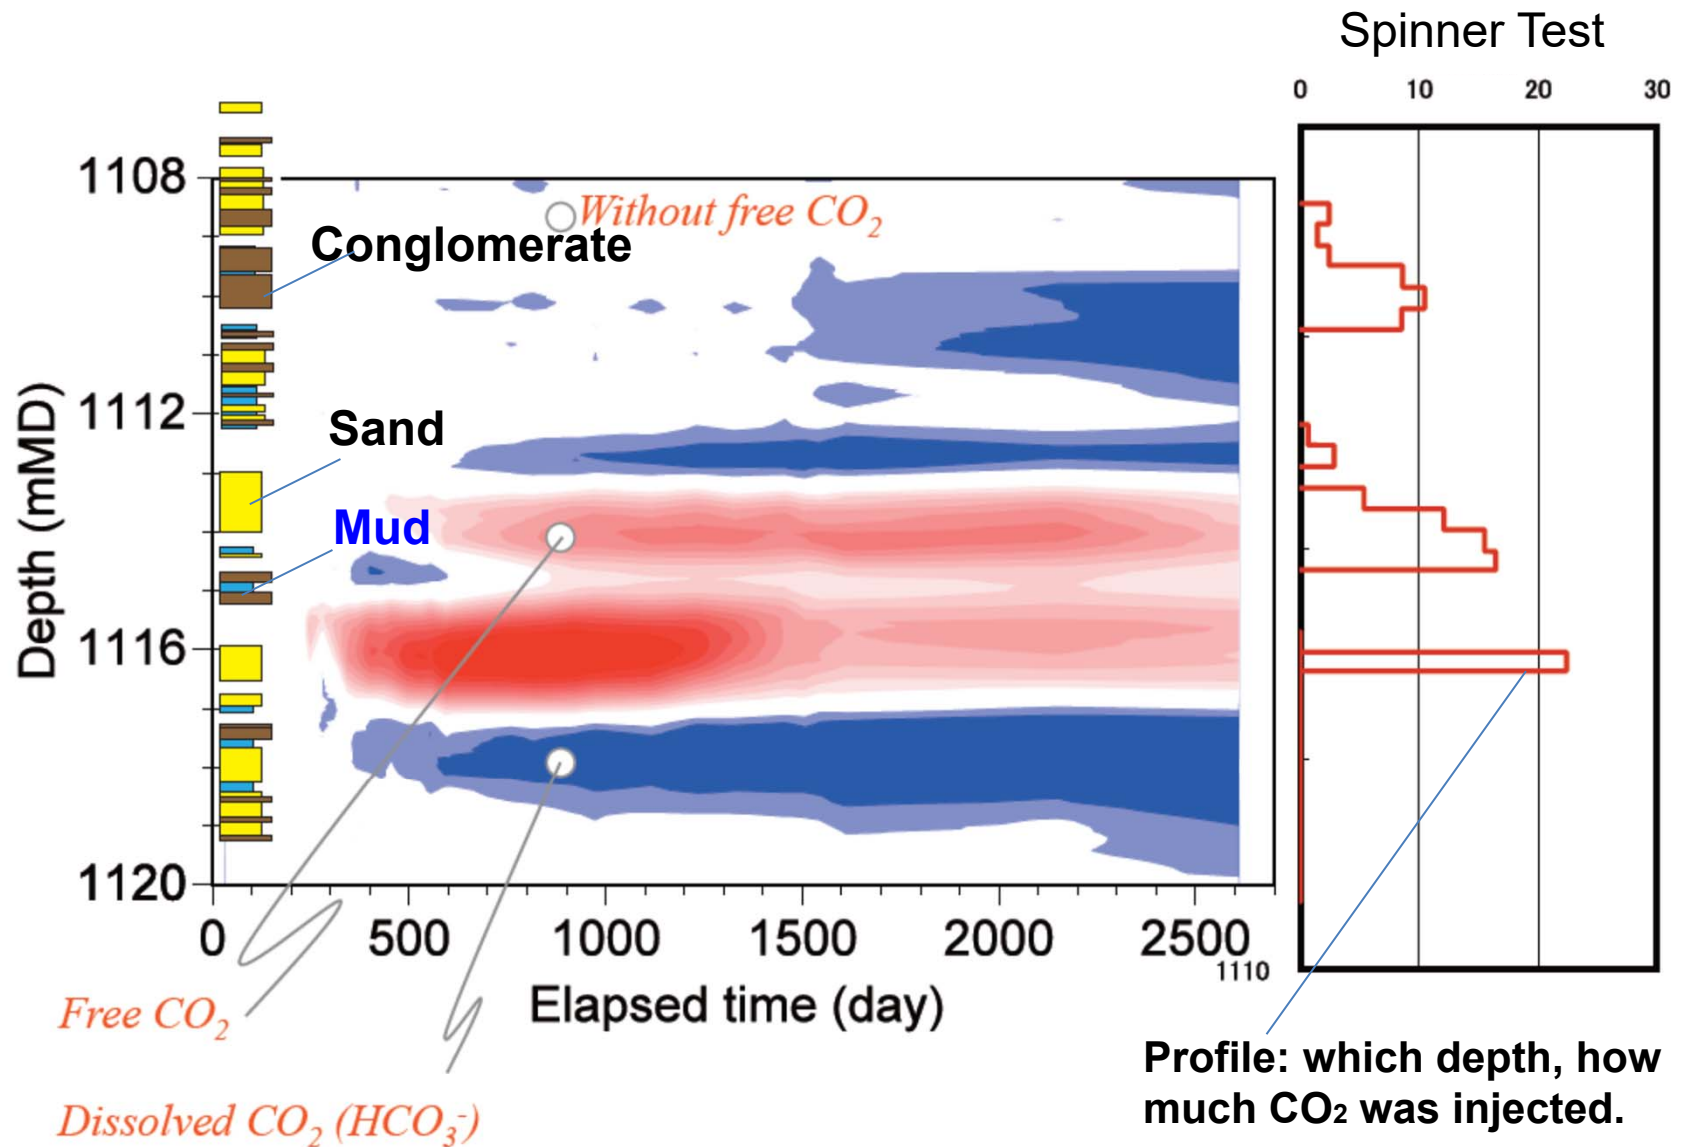 Spinner Test
0 10 20 30
1108
Without free CO₂
Conglomerate
1112
Sand
Mud
Depth (mMD)
1116
1120
0 500 1000 1500 2000 2500
1110
Elapsed time (day)
Free CO₂
Dissolved CO₂ (HCO₃⁻)
Profile: which depth, how
much CO₂ was injected.